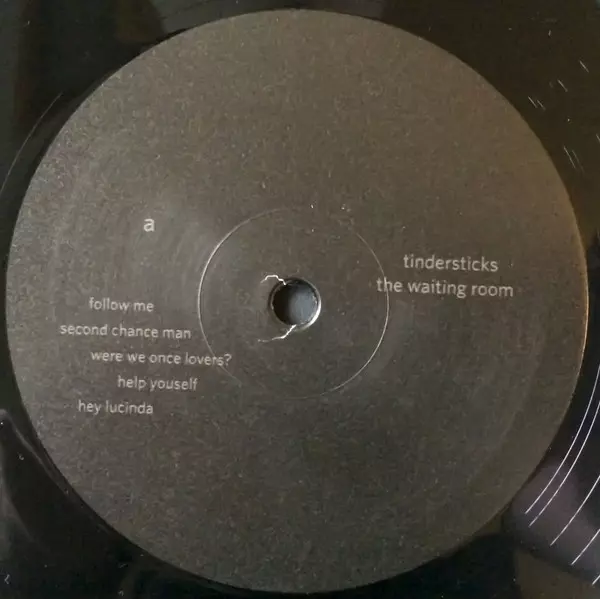 a
tindersticks
the waiting room
follow me
second chance man
were we once lovers?
help youself
hey lucinda